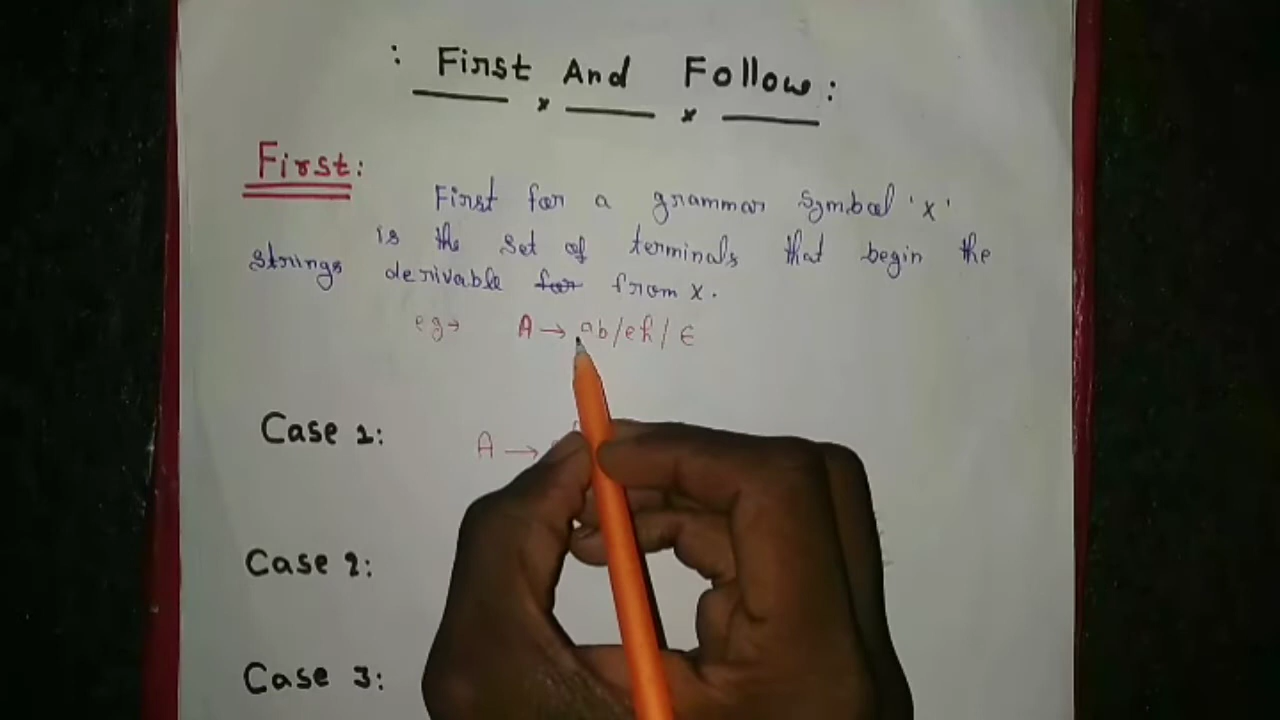 : First And Follow :
First:
First for a grammar Symbol 'x'
is the set of terminals that begin the
strings derivable for from x.
eg→ A → ab/eh/ ϵ
Case 1: A →
Case 2:
Case 3: